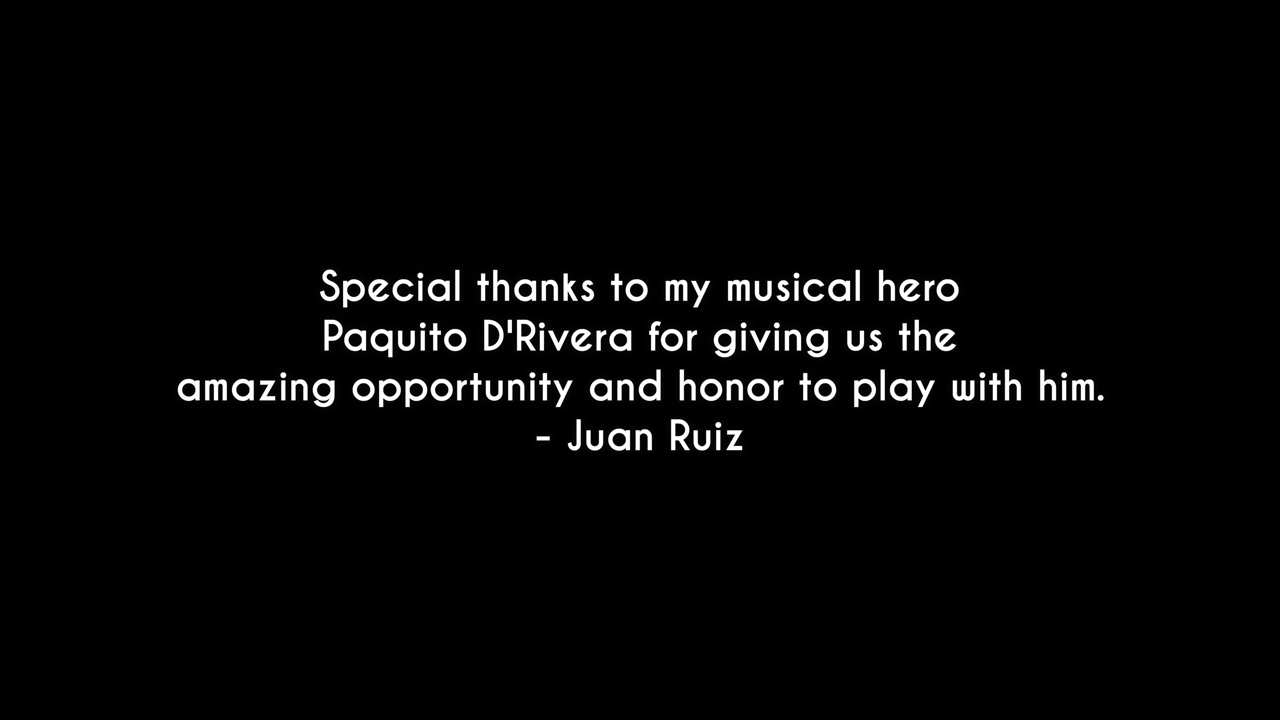 Special thanks to my musical hero
Paquito D'Rivera for giving us the
amazing opportunity and honor to play with him.
- Juan Ruiz